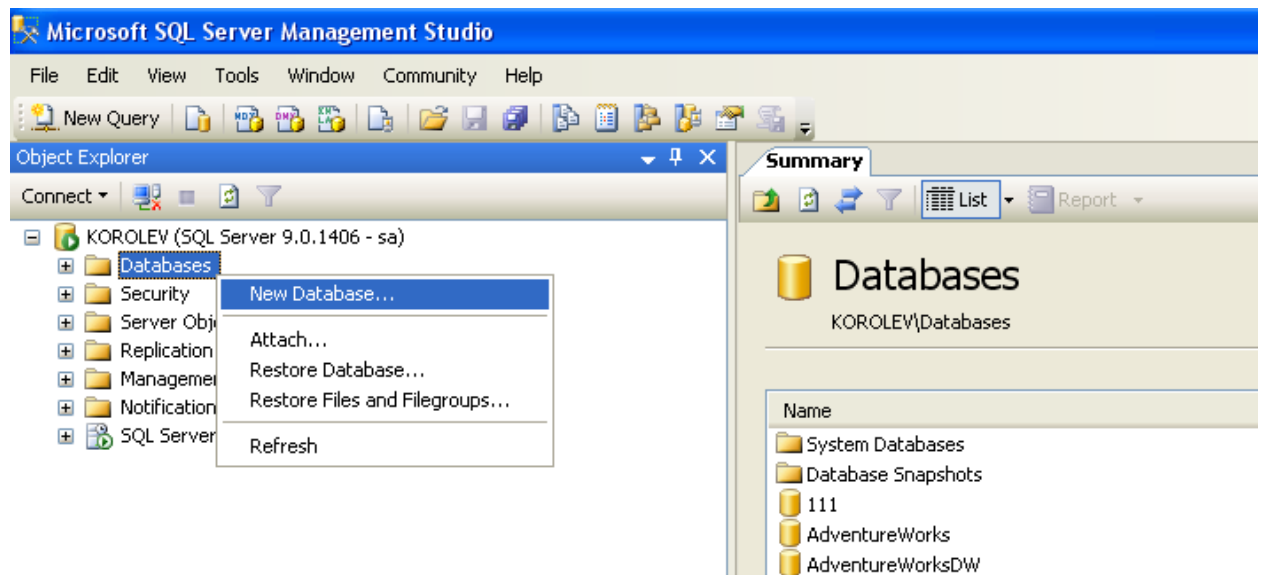 Microsoft SQL Server Management Studio
File Edit View Tools Window Community Help
New Query
Object Explorer
Connect
KOROLEV (SQL Server 9.0.1406 - sa)
Databases
Security
Server Obj
Replication
Manageme
Notification
SQL Server
New Database...
Attach...
Restore Database...
Restore Files and Filegroups...
Refresh
Summary
List Report
Databases
KOROLEV\Databases
Name
System Databases
Database Snapshots
111
AdventureWorks
AdventureWorksDW